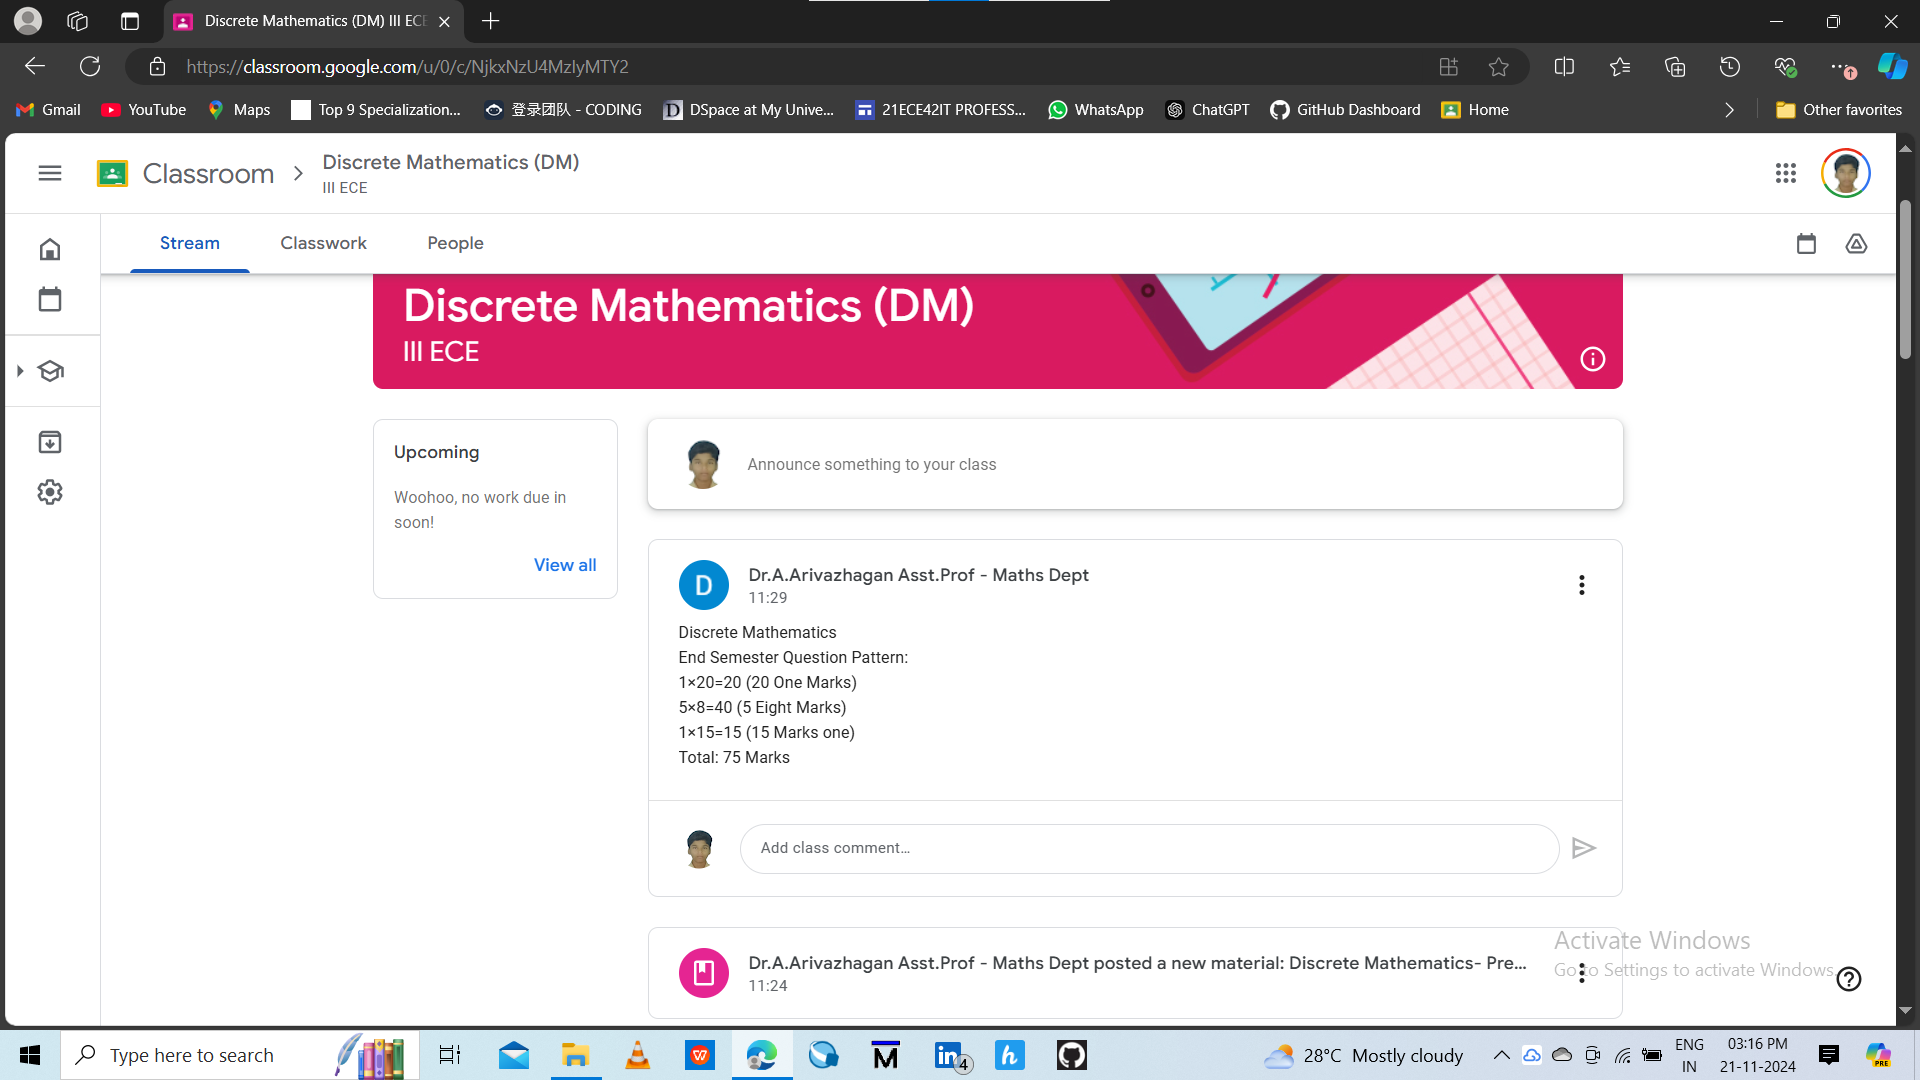 Discrete Mathematics (DM) III ECE
https://classroom.google.com/u/0/c/NjkxNzU4MzIyMTY2
Gmail YouTube Maps Top 9 Specialization... 登录团队 - CODING DSpace at My Unive... 21ECE42IT PROFESS... WhatsApp ChatGPT GitHub Dashboard Home Other favorites
Classroom
Discrete Mathematics (DM)
III ECE
Stream Classwork People
Discrete Mathematics (DM)
III ECE
Upcoming
Woohoo, no work due in
soon!
View all
Announce something to your class
D
Dr.A.Arivazhagan Asst.Prof - Maths Dept
11:29
Discrete Mathematics
End Semester Question Pattern:
1×20=20 (20 One Marks)
5×8=40 (5 Eight Marks)
1×15=15 (15 Marks one)
Total: 75 Marks
Add class comment...
Dr.A.Arivazhagan Asst.Prof - Maths Dept posted a new material: Discrete Mathematics- Pre...
11:24
Activate Windows
Go to Settings to activate Windows.
Type here to search
4
28°C Mostly cloudy
ENG
IN
03:16 PM
21-11-2024
PRE